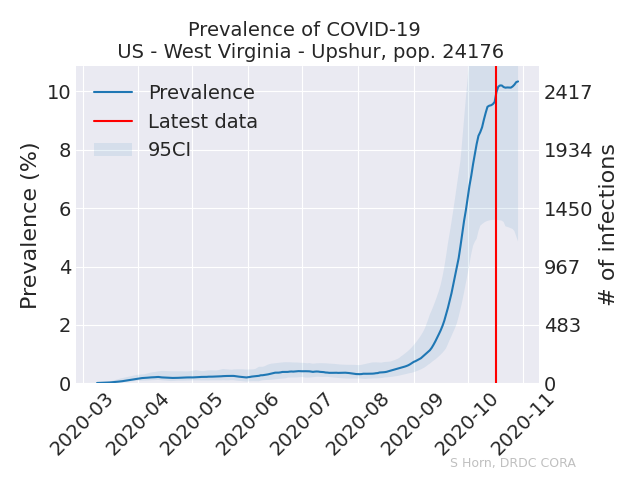 Prevalence of COVID-19
US - West Virginia - Upshur, pop. 24176
Prevalence
Latest data
95CI
Prevalence (%)
10
8
6
4
2
0
2417
1934
1450
967
483
0
# of infections
2020-03
2020-04
2020-05
2020-06
2020-07
2020-08
2020-09
2020-10
2020-11
S Horn, DRDC CORA